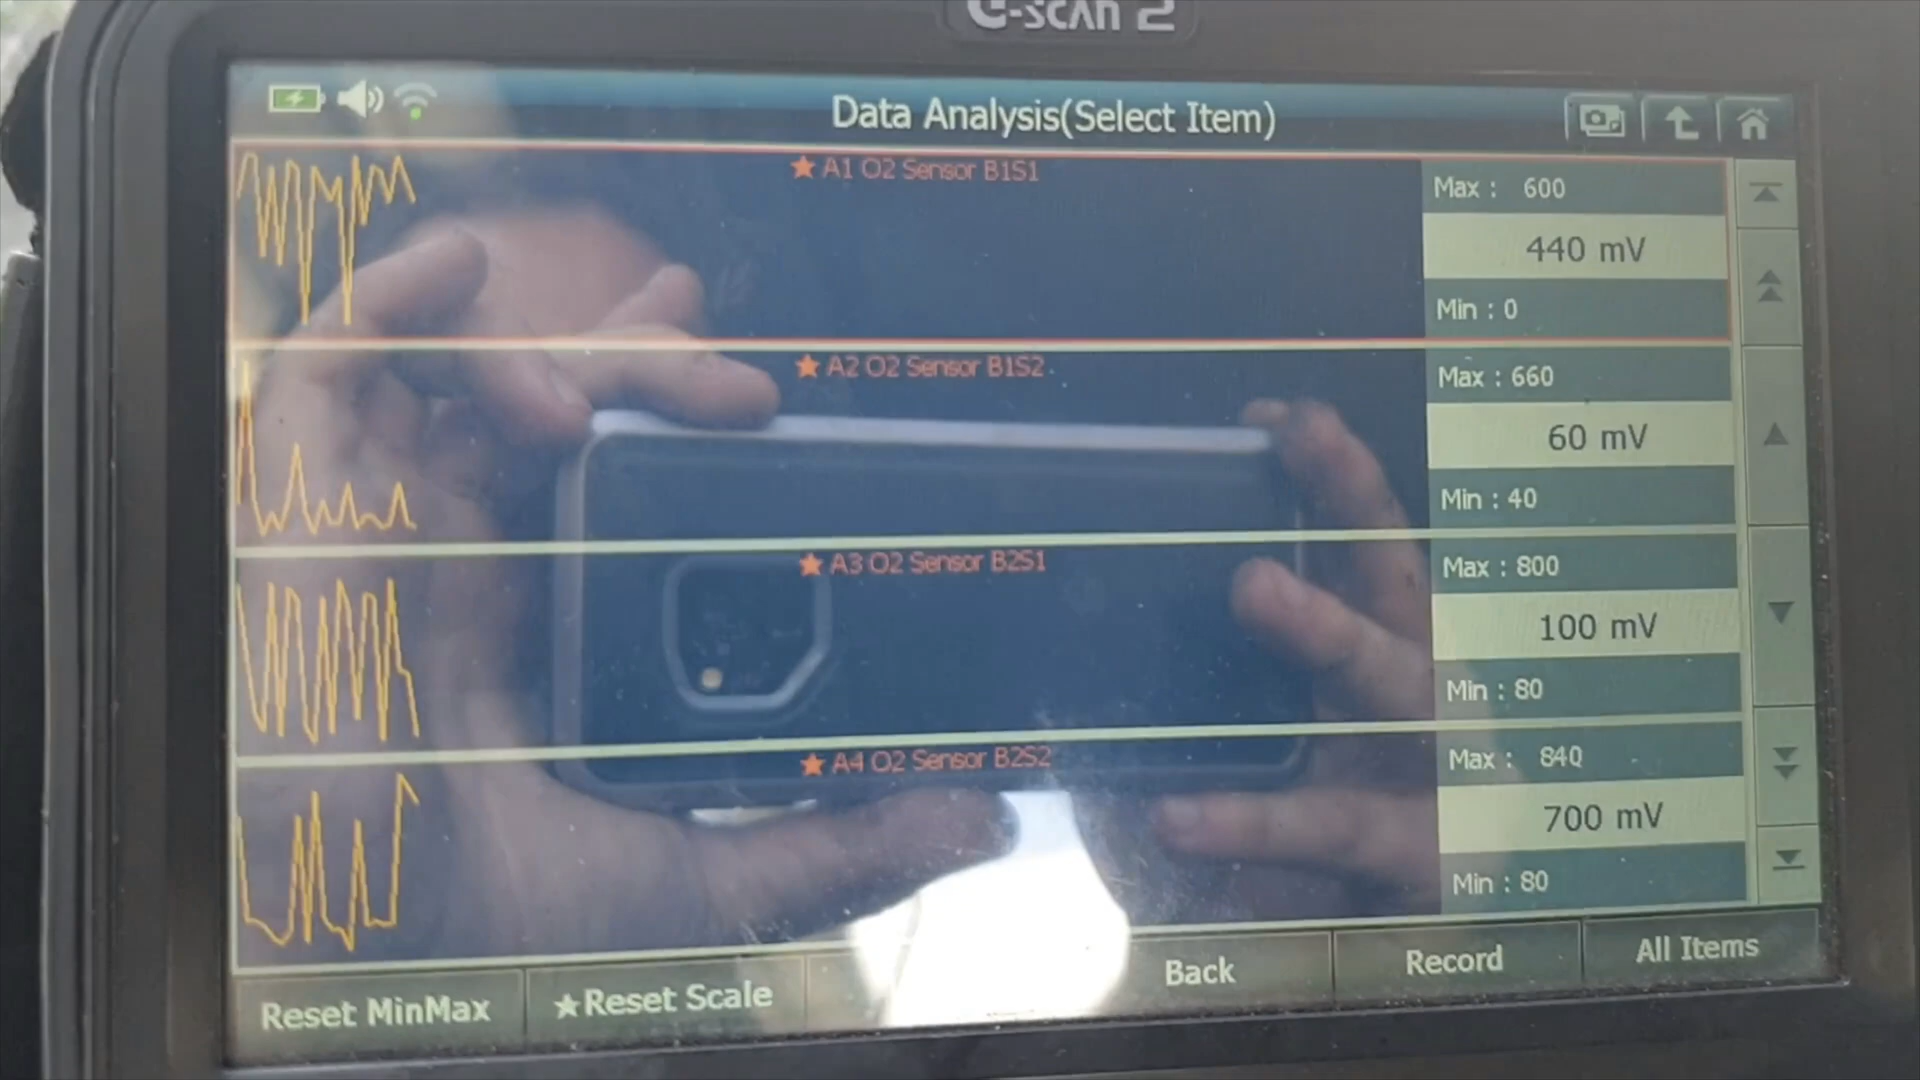 G-scan 2
Data Analysis(Select Item)
★ A1 O2 Sensor B1S1
Max : 600
440 mV
Min : 0
★ A2 O2 Sensor B1S2
Max : 660
60 mV
Min : 40
★ A3 O2 Sensor B2S1
Max : 800
100 mV
Min : 80
★ A4 O2 Sensor B2S2
Max : 840
700 mV
Min : 80
Reset MinMax
★Reset Scale
Back
Record
All Items